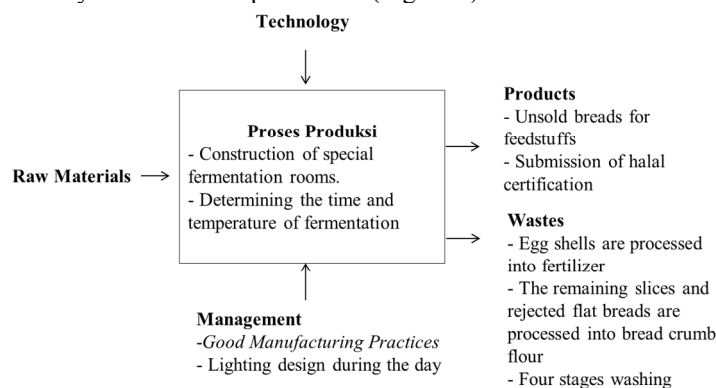 Technology
Proses Produksi
- Construction of special
fermentation rooms.
- Determining the time and
temperature of fermentation
Raw Materials
Products
- Unsold breads for
feedstuffs
- Submission of halal
certification
Wastes
- Egg shells are processed
into fertilizer
- The remaining slices and
rejected flat breads are
processed into bread crumb
flour
- Four stages washing
Management
-Good Manufacturing Practices
- Lighting design during the day